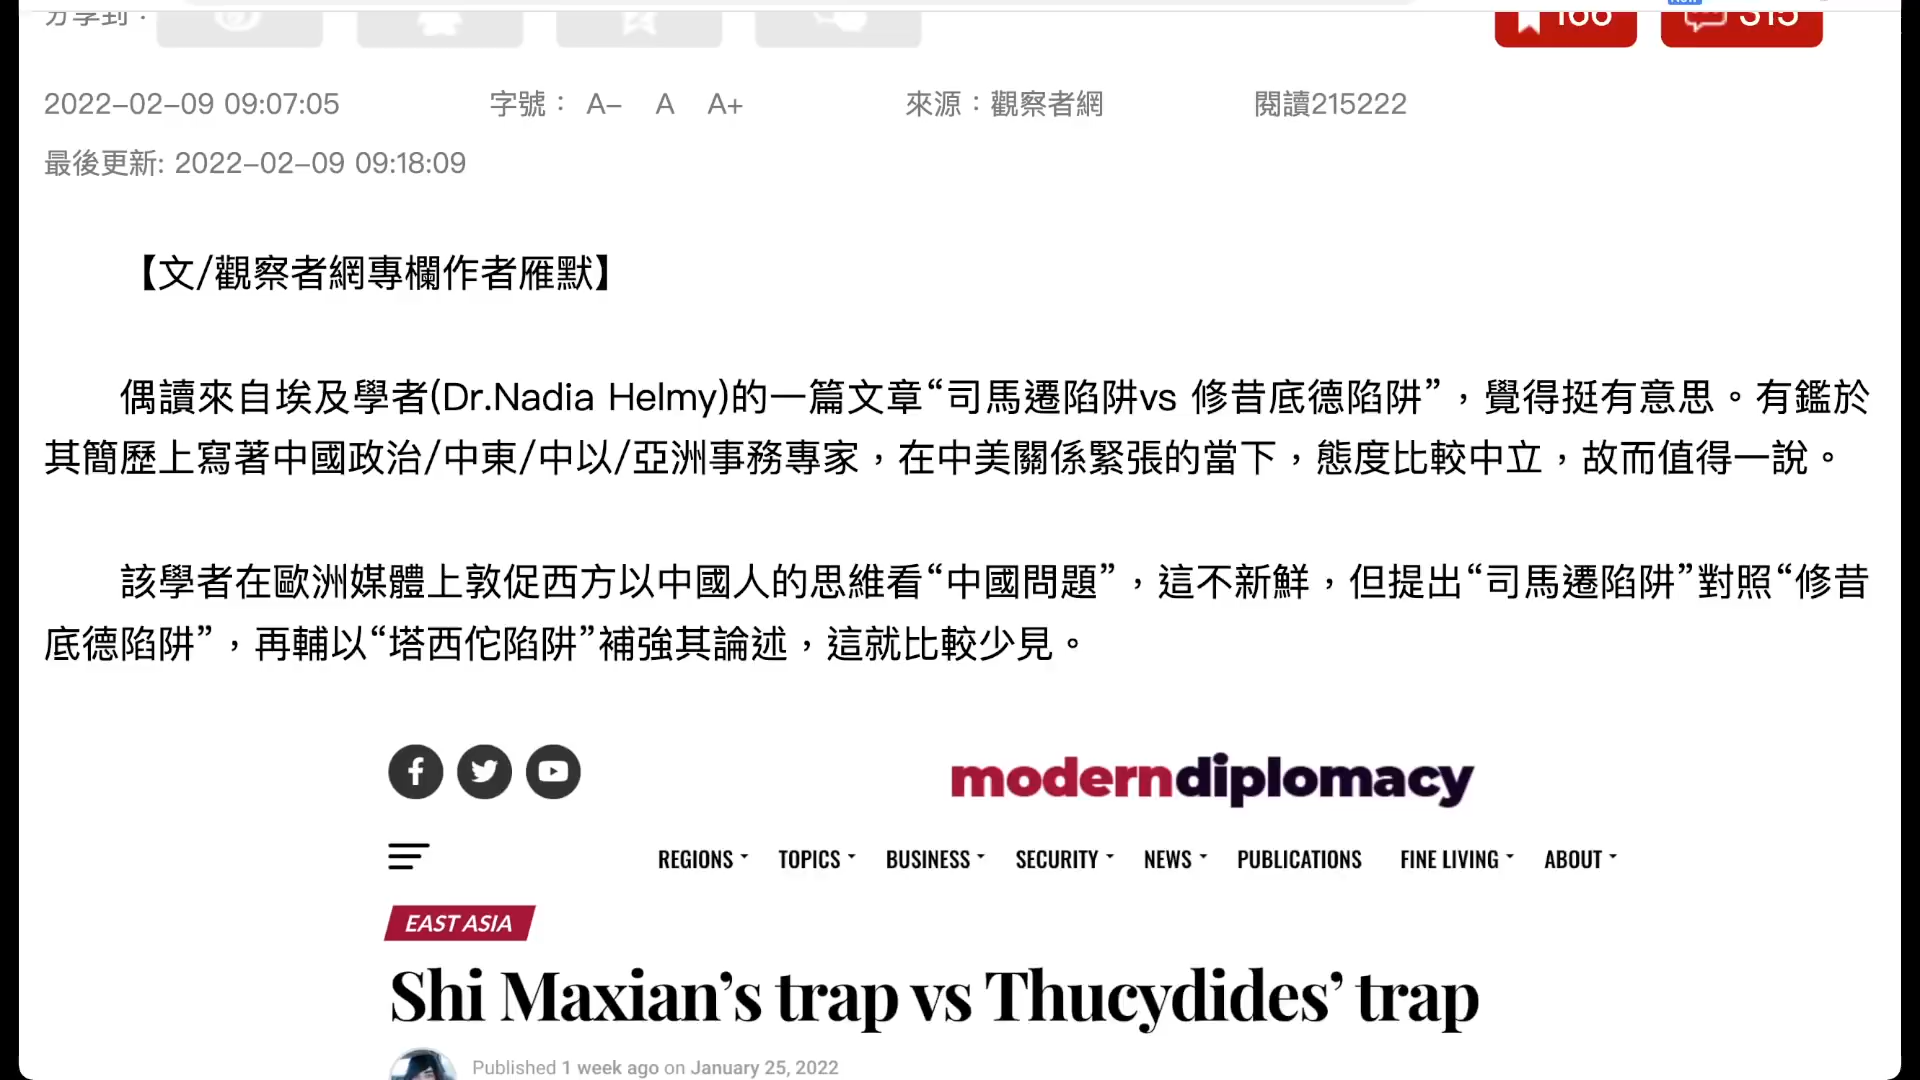 分享到：
166 315
2022-02-09 09:07:05 字號： A- A A+ 來源：觀察者網 閱讀215222
最後更新: 2022-02-09 09:18:09
【文/觀察者網專欄作者雁默】
偶讀來自埃及學者(Dr.Nadia Helmy)的一篇文章“司馬遷陷阱vs 修昔底德陷阱”，覺得挺有意思。有鑑於
其簡歷上寫著中國政治/中東/中以/亞洲事務專家，在中美關係緊張的當下，態度比較中立，故而值得一說。
該學者在歐洲媒體上敦促西方以中國人的思維看“中國問題”，這不新鮮，但提出“司馬遷陷阱”對照“修昔
底德陷阱”，再輔以“塔西佗陷阱”補強其論述，這就比較少見。
moderndiplomacy
REGIONS TOPICS BUSINESS SECURITY NEWS PUBLICATIONS FINE LIVING ABOUT
EAST ASIA
Shi Maxian’s trap vs Thucydides’ trap
Published 1 week ago on January 25, 2022